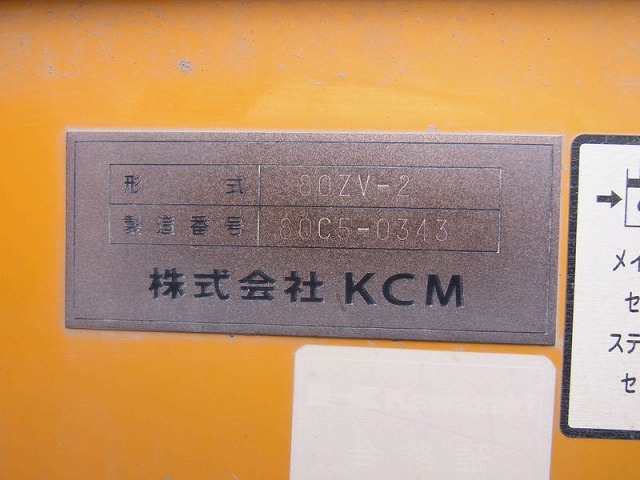 形 式 80ZV-2
製造番号 80C5-0343
株式会社 KCM
メイ
セ
ステ
セ